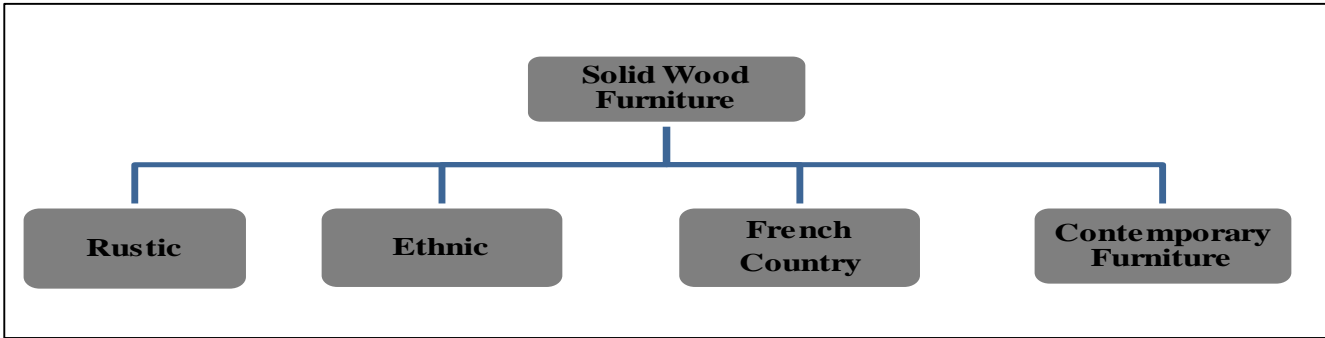 Solid Wood
Furniture
Rustic
Ethnic
French
Country
Contemporary
Furniture